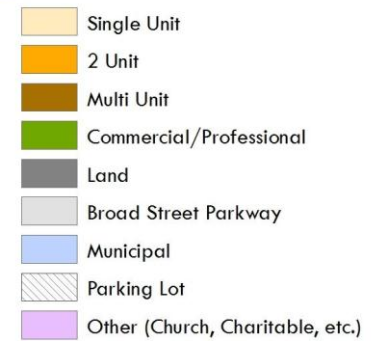 Single Unit
2 Unit
Multi Unit
Commercial/Professional
Land
Broad Street Parkway
Municipal
Parking Lot
Other (Church, Charitable, etc.)